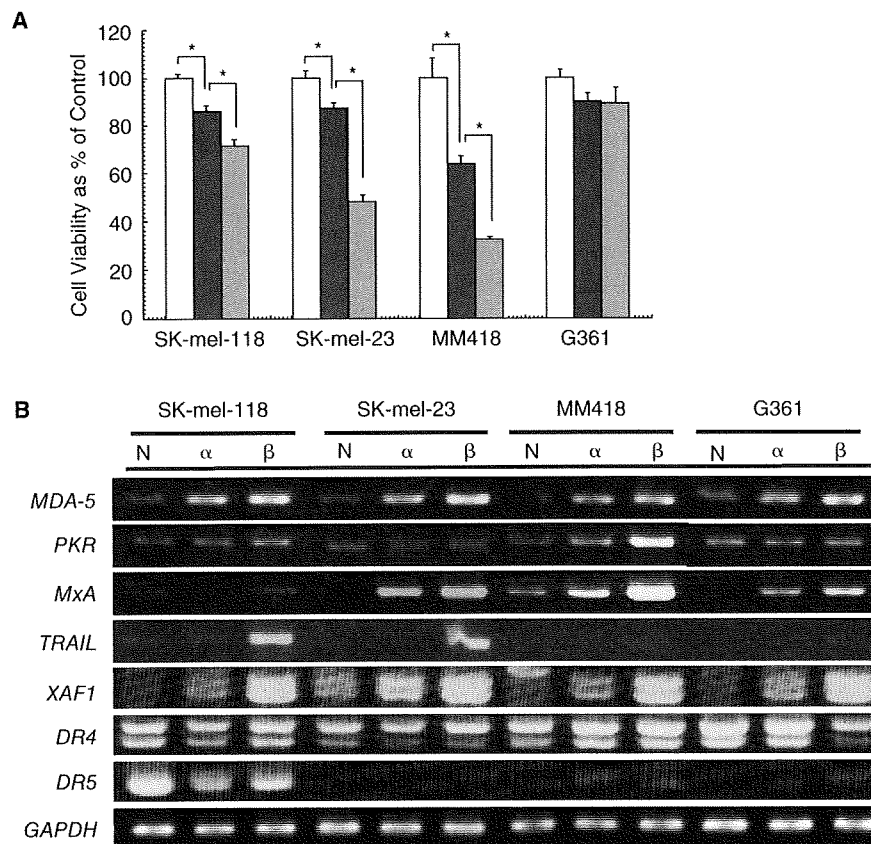 A
Cell Viability as % of Control
120
100
80
60
40
20
0
* * * * * *
SK-mel-118 SK-mel-23 MM418 G361
B
SK-mel-118 SK-mel-23 MM418 G361
N α β N α β N α β N α β
MDA-5
PKR
MxA
TRAIL
XAF1
DR4
DR5
GAPDH